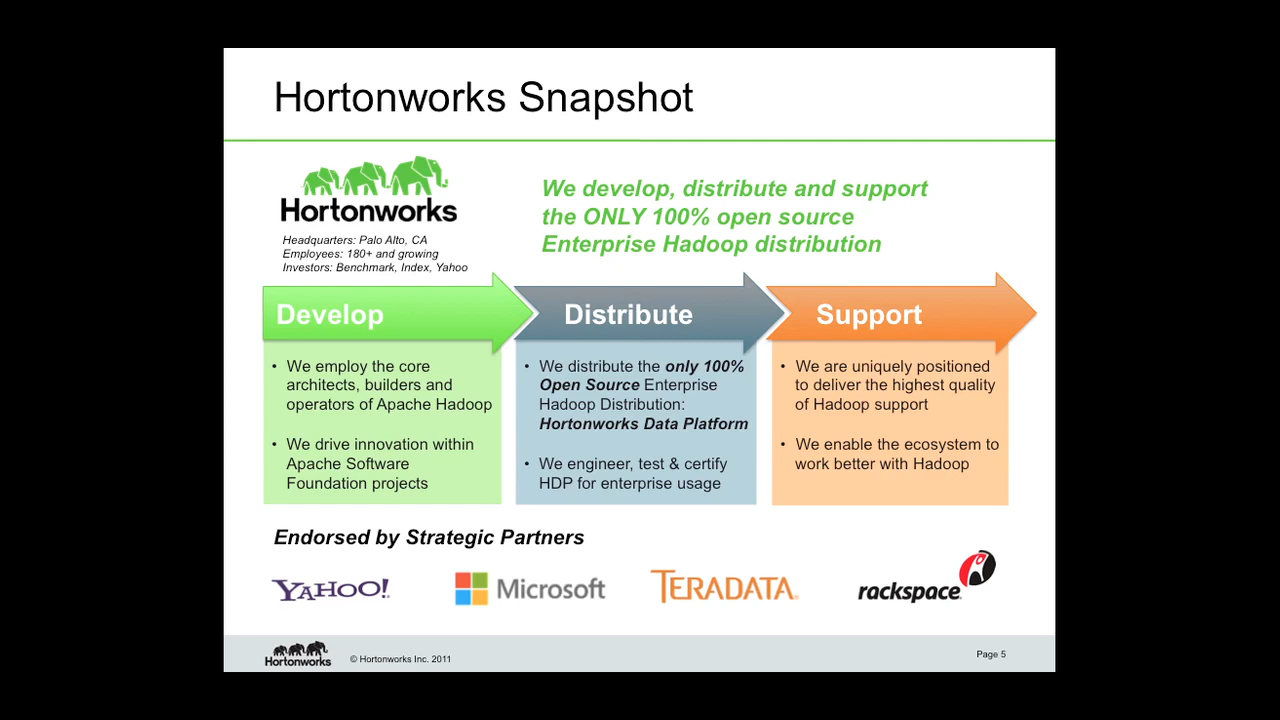 Hortonworks Snapshot
Hortonworks
Headquarters: Palo Alto, CA
Employees: 180+ and growing
Investors: Benchmark, Index, Yahoo
We develop, distribute and support
the ONLY 100% open source
Enterprise Hadoop distribution
Develop
• We employ the core
architects, builders and
operators of Apache Hadoop
• We drive innovation within
Apache Software
Foundation projects
Distribute
• We distribute the only 100%
Open Source Enterprise
Hadoop Distribution:
Hortonworks Data Platform
• We engineer, test & certify
HDP for enterprise usage
Support
• We are uniquely positioned
to deliver the highest quality
of Hadoop support
• We enable the ecosystem to
work better with Hadoop
Endorsed by Strategic Partners
YAHOO!
Microsoft
TERADATA.
rackspace
Hortonworks
© Hortonworks Inc. 2011
Page 5